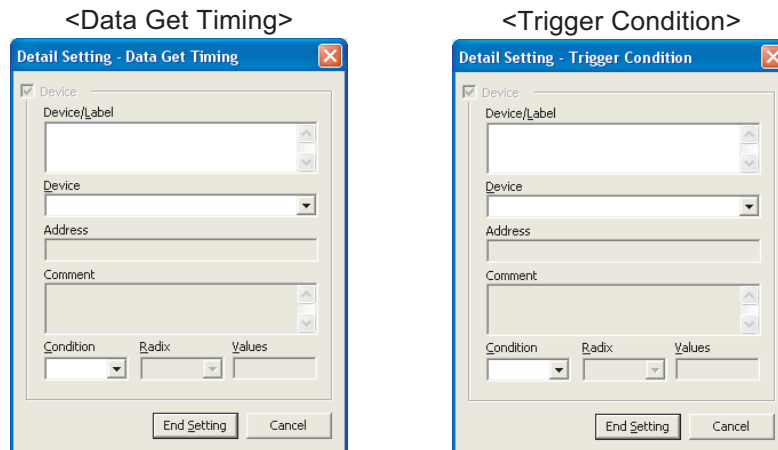 <Data Get Timing>
Detail Setting - Data Get Timing
Device
Device/Label
Device
Address
Comment
Condition Radix Values
End Setting Cancel
<Trigger Condition>
Detail Setting - Trigger Condition
Device
Device/Label
Device
Address
Comment
Condition Radix Values
End Setting Cancel